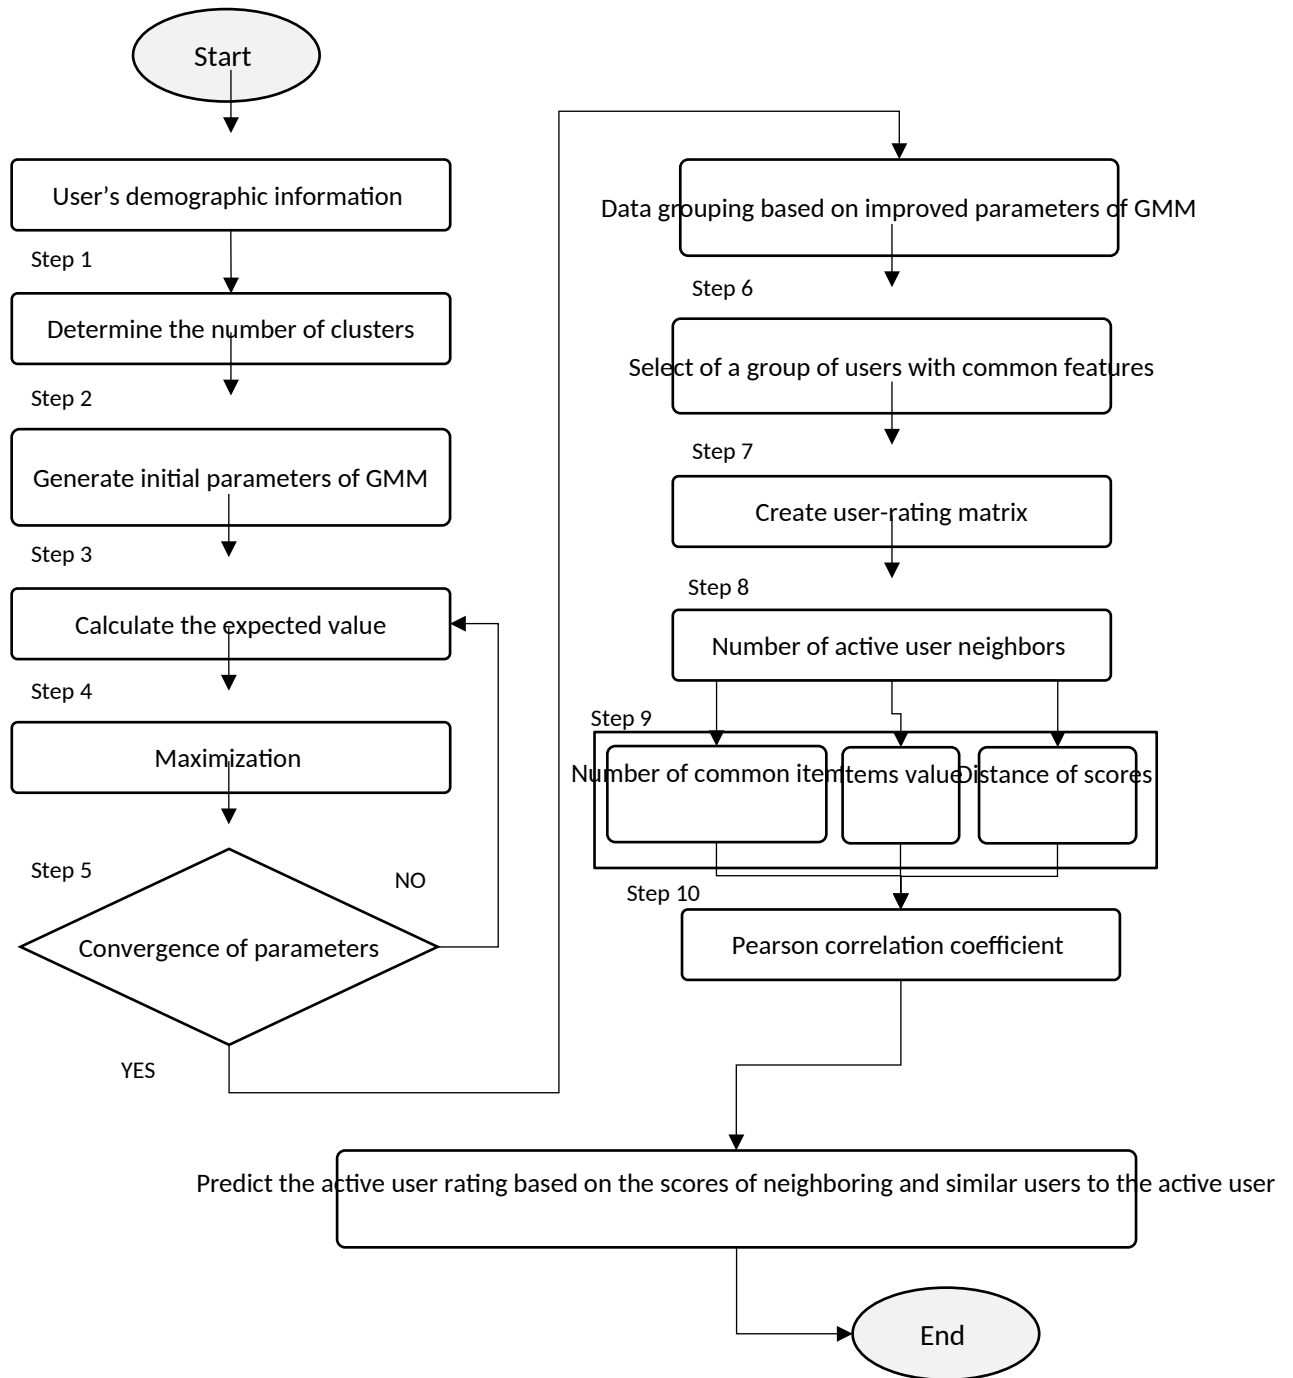 Start
User’s demographic information
Step 1
Determine the number of clusters
Step 2
Generate initial parameters of GMM
Step 3
Calculate the expected value
Step 4
Maximization
Step 5
NO
Convergence of parameters
YES
Data grouping based on improved parameters of GMM
Step 6
Select of a group of users with common features
Step 7
Create user-rating matrix
Step 8
Number of active user neighbors
Step 9
Number of common item
Items value
Distance of scores
Step 10
Pearson correlation coefficient
Predict the active user rating based on the scores of neighboring and similar users to the active user
End